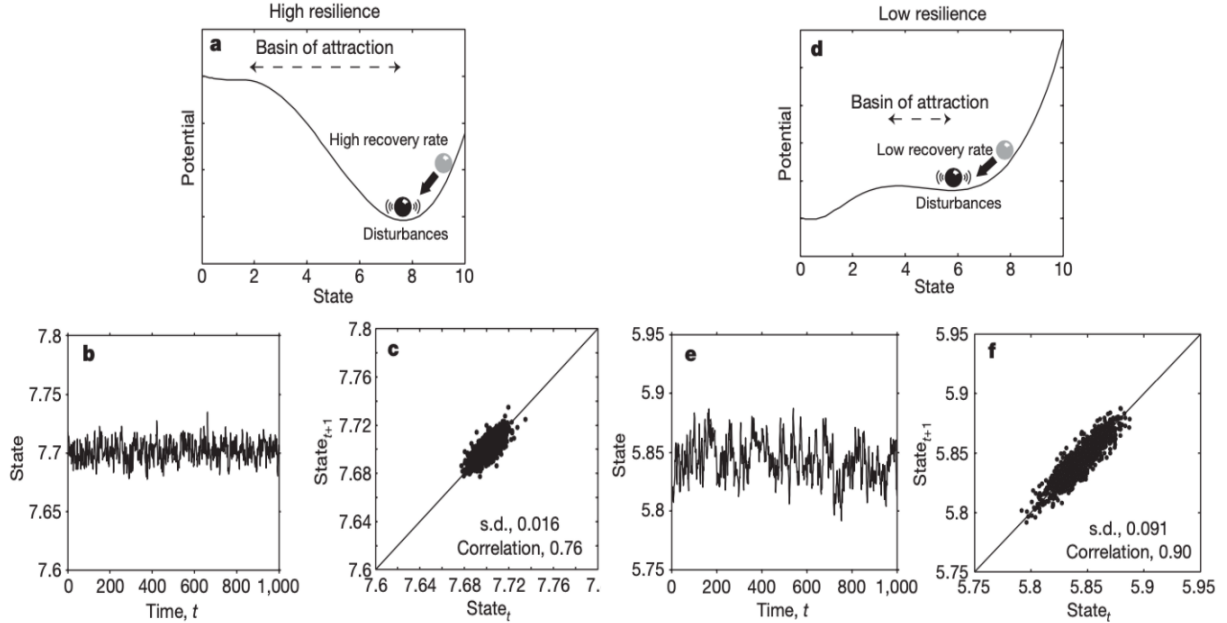 High resilience
a
Basin of attraction
High recovery rate
Disturbances
Potential
0 2 4 6 8 10
State
Low resilience
d
Basin of attraction
Low recovery rate
Disturbances
Potential
0 2 4 6 8 10
State
b
7.8
7.75
7.7
7.65
7.6
State
0 200 400 600 800 1,000
Time, t
c
7.8
7.76
7.72
7.68
7.64
7.6
State t+1
s.d., 0.016
Correlation, 0.76
7.6 7.64 7.68 7.72 7.76 7.
State t
e
5.95
5.9
5.85
5.8
5.75
State
0 200 400 600 800 1,000
Time, t
f
5.95
5.9
5.85
5.8
5.75
State t+1
s.d., 0.091
Correlation, 0.90
5.75 5.8 5.85 5.9 5.95
State t